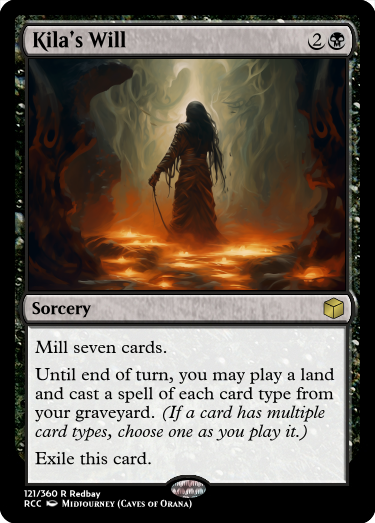 Kila's Will 2
Sorcery
Mill seven cards.
Until end of turn, you may play a land
and cast a spell of each card type from
your graveyard. (If a card has multiple
card types, choose one as you play it.)
Exile this card.
121/360 R Redbay
RCC Midjourney (Caves of Orana)